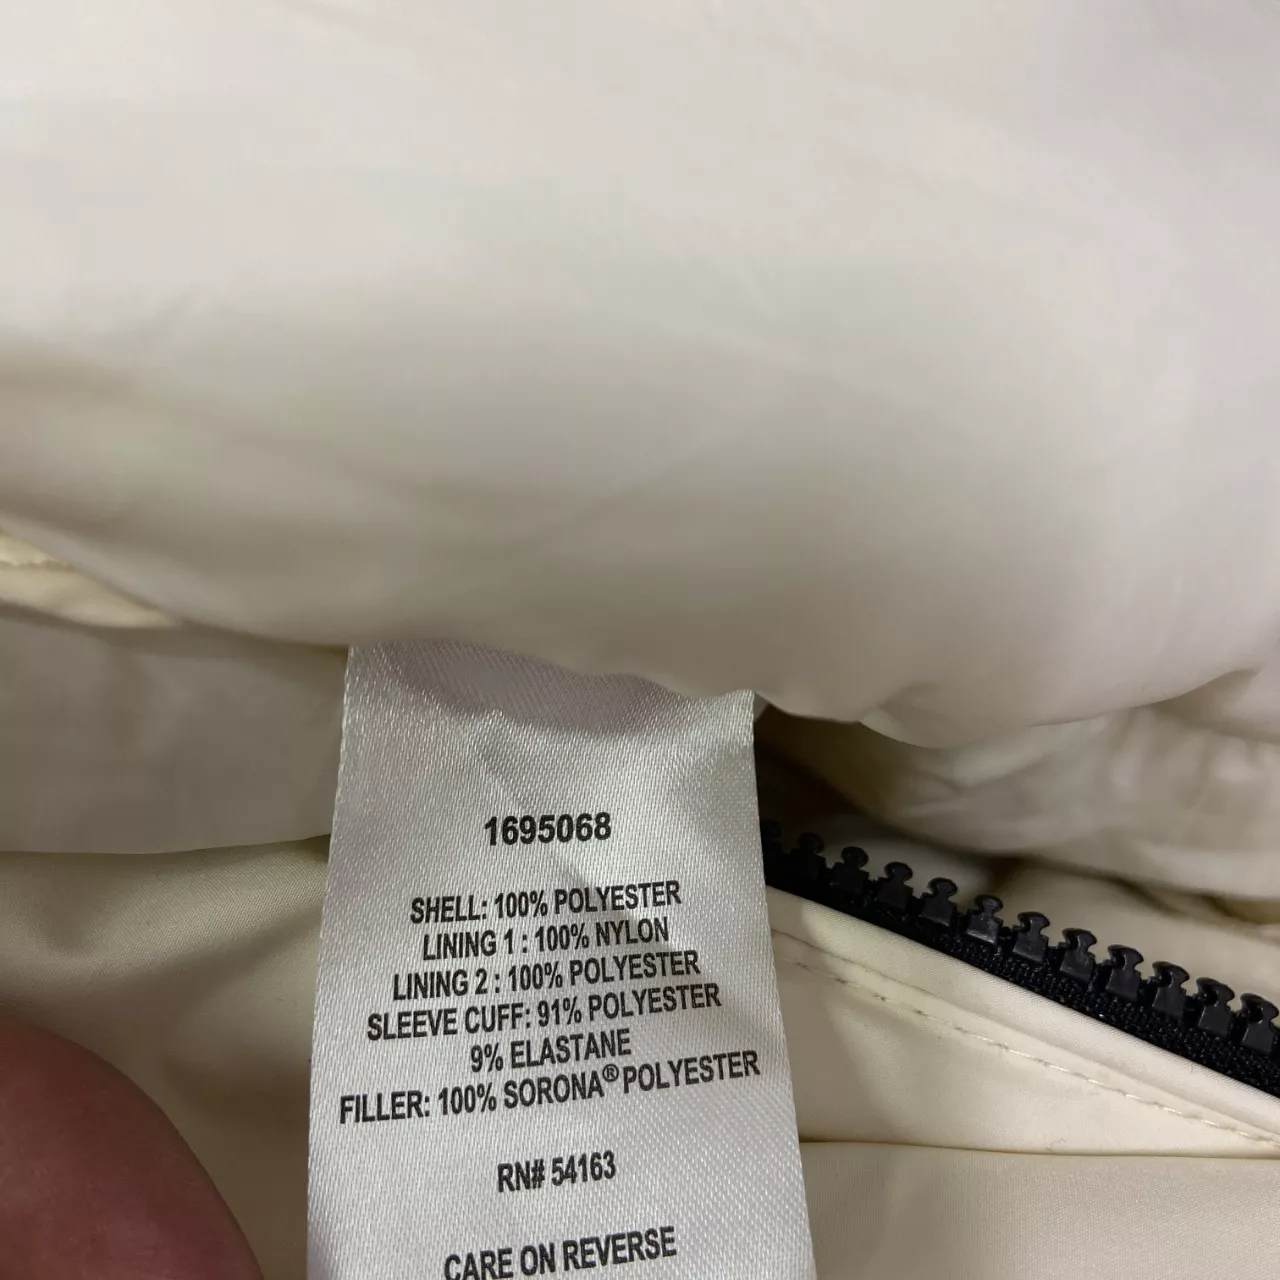 1695068
SHELL: 100% POLYESTER
LINING 1 : 100% NYLON
LINING 2 : 100% POLYESTER
SLEEVE CUFF: 91% POLYESTER
9% ELASTANE
FILLER: 100% SORONA® POLYESTER
RN# 54163
CARE ON REVERSE